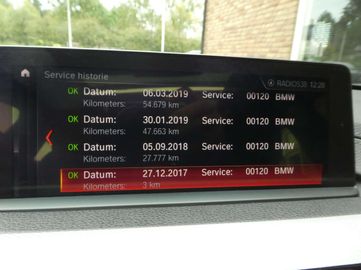 Service historie RADIO538 12:28
OK Datum: 06.03.2019 Service: 00120 BMW
Kilometers: 54.679 km
OK Datum: 30.01.2019 Service: 00120 BMW
Kilometers: 47.663 km
OK Datum: 05.09.2018 Service: 00120 BMW
Kilometers: 27.777 km
OK Datum: 27.12.2017 Service: 00120 BMW
Kilometers: 3 km